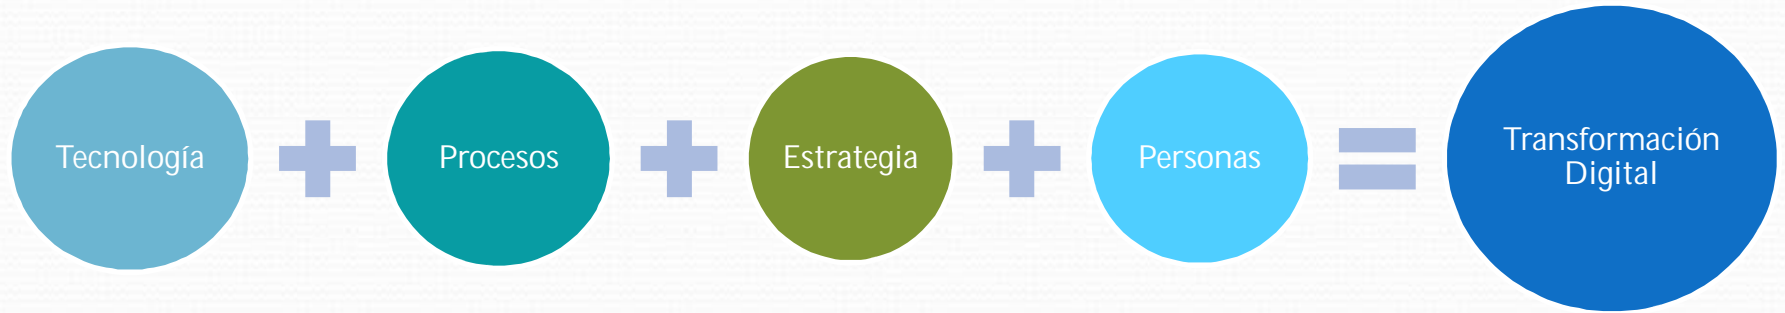 Tecnología
Procesos
Estrategia
Personas
Transformación
Digital